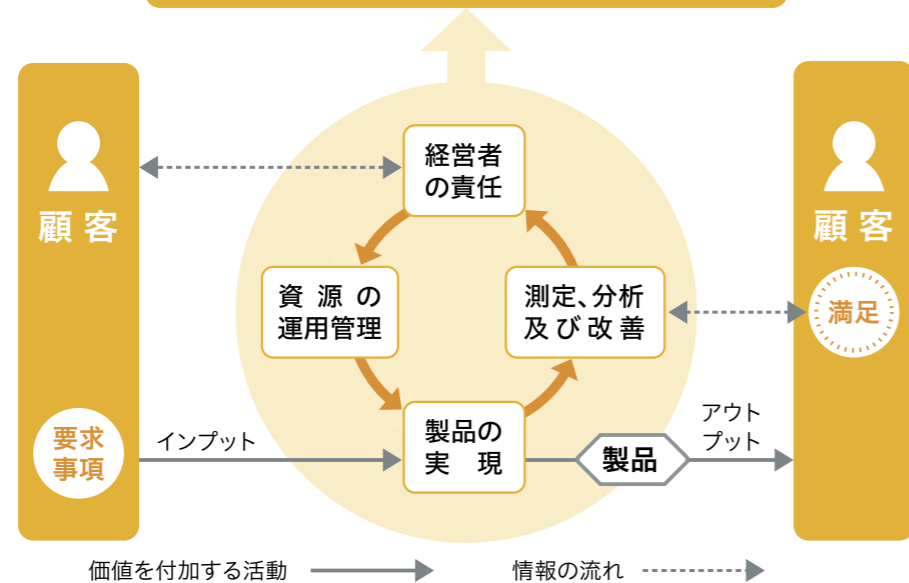 経営者
の責任
顧客
顧客
資源の
運用管理
測定、分析
及び改善
満足
要求
事項
インプット
製品の
実現
製品
アウト
プット
価値を付加する活動
情報の流れ